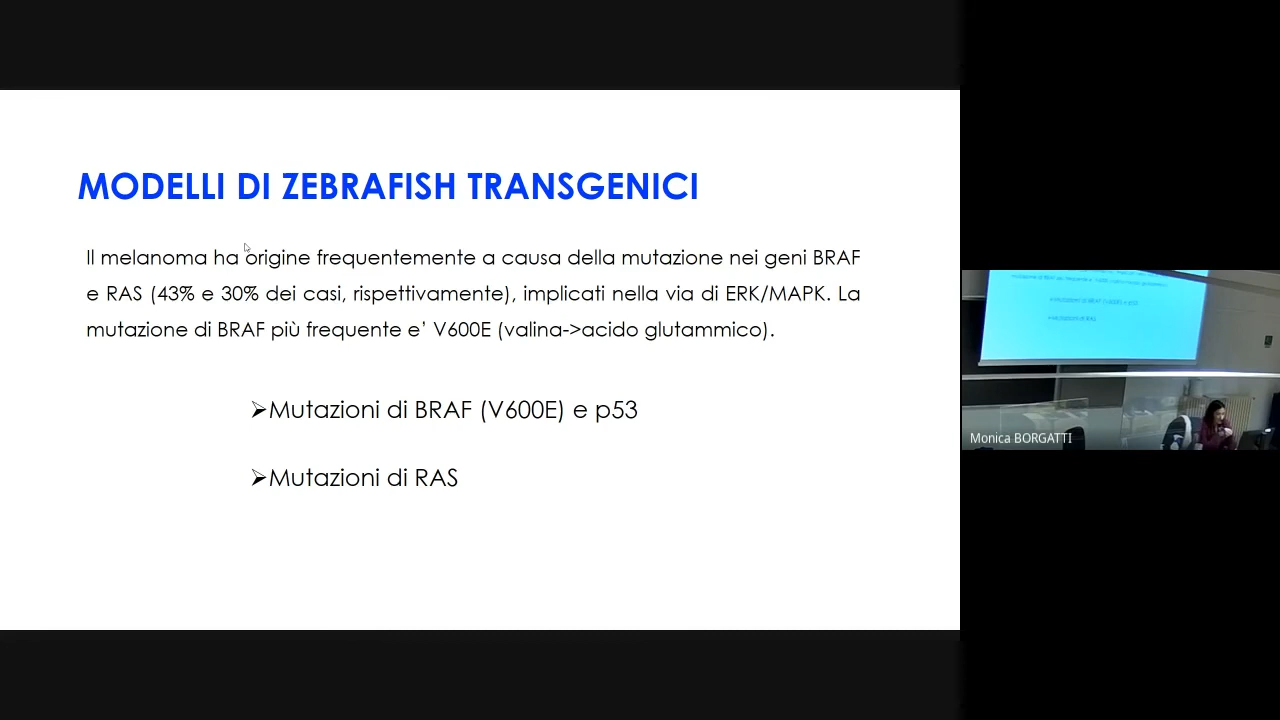 MODELLI DI ZEBRAFISH TRANSGENICI
Il melanoma ha origine frequentemente a causa della mutazione nei geni BRAF
e RAS (43% e 30% dei casi, rispettivamente), implicati nella via di ERK/MAPK. La
mutazione di BRAF più frequente e’ V600E (valina->acido glutammico).
➢Mutazioni di BRAF (V600E) e p53
➢Mutazioni di RAS
Monica BORGATTI